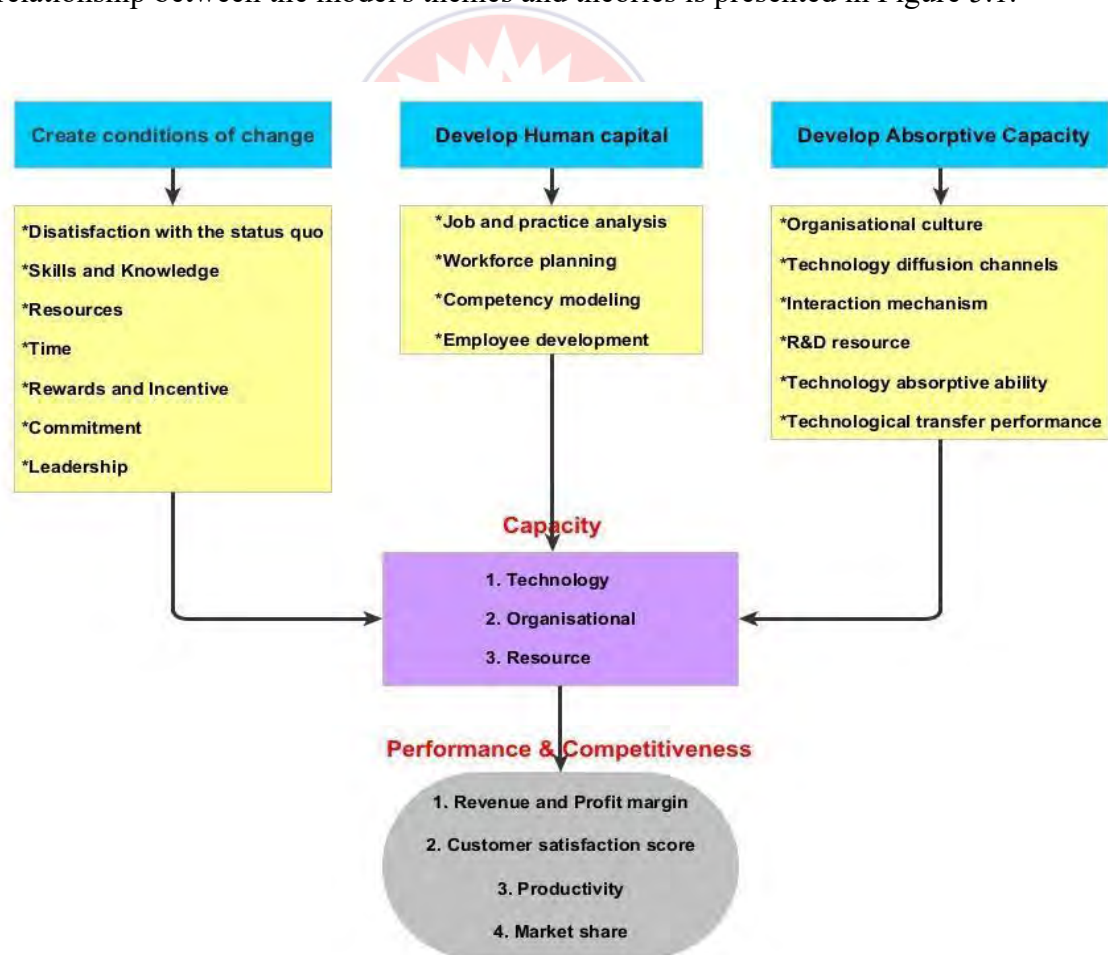 relationship between the model's themes and theories is presented in Figure 3.1.
Create conditions of change
*Disatisfaction with the status quo
*Skills and Knowledge
*Resources
*Time
*Rewards and Incentive
*Commitment
*Leadership
Develop Human capital
*Job and practice analysis
*Workforce planning
*Competency modeling
*Employee development
Develop Absorptive Capacity
*Organisational culture
*Technology diffusion channels
*Interaction mechanism
*R&D resource
*Technology absorptive ability
*Technological transfer performance
Capacity
1. Technology
2. Organisational
3. Resource
Performance & Competitiveness
1. Revenue and Profit margin
2. Customer satisfaction score
3. Productivity
4. Market share